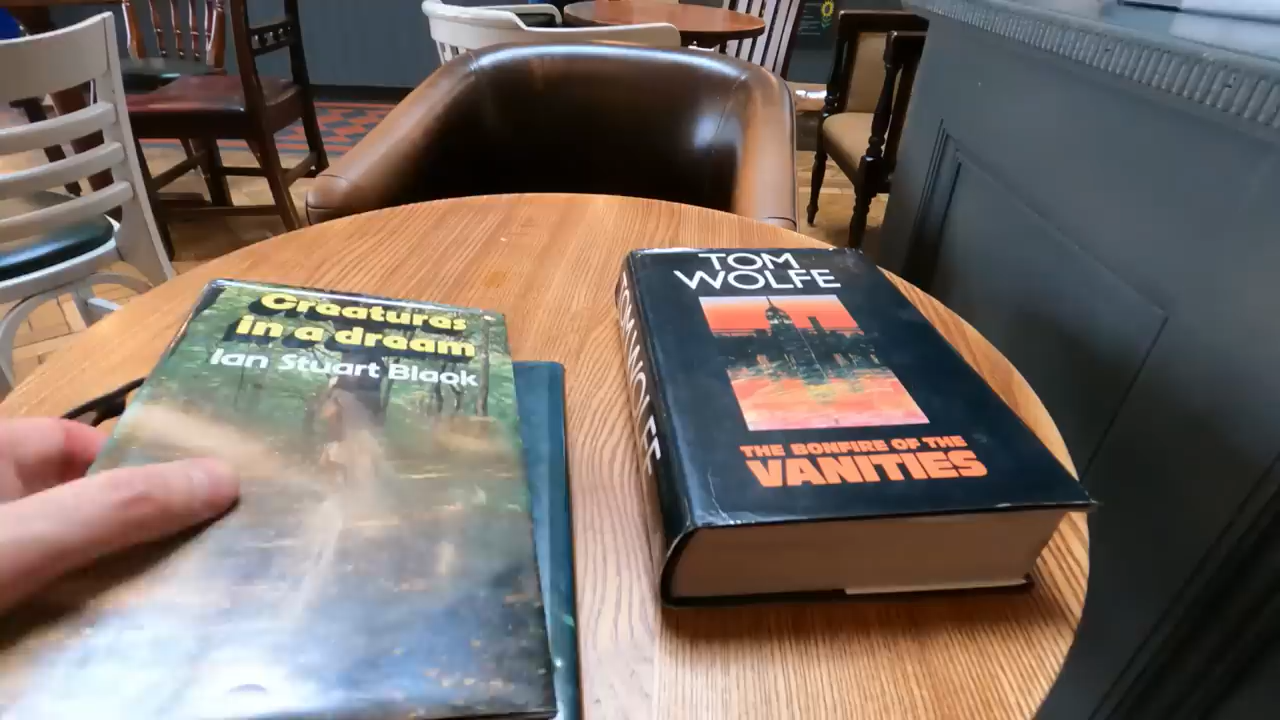 Creatures
in a dream
Ian Stuart Black
TOM
WOLFE
THE BONFIRE OF THE
VANITIES
TOM WOLFE